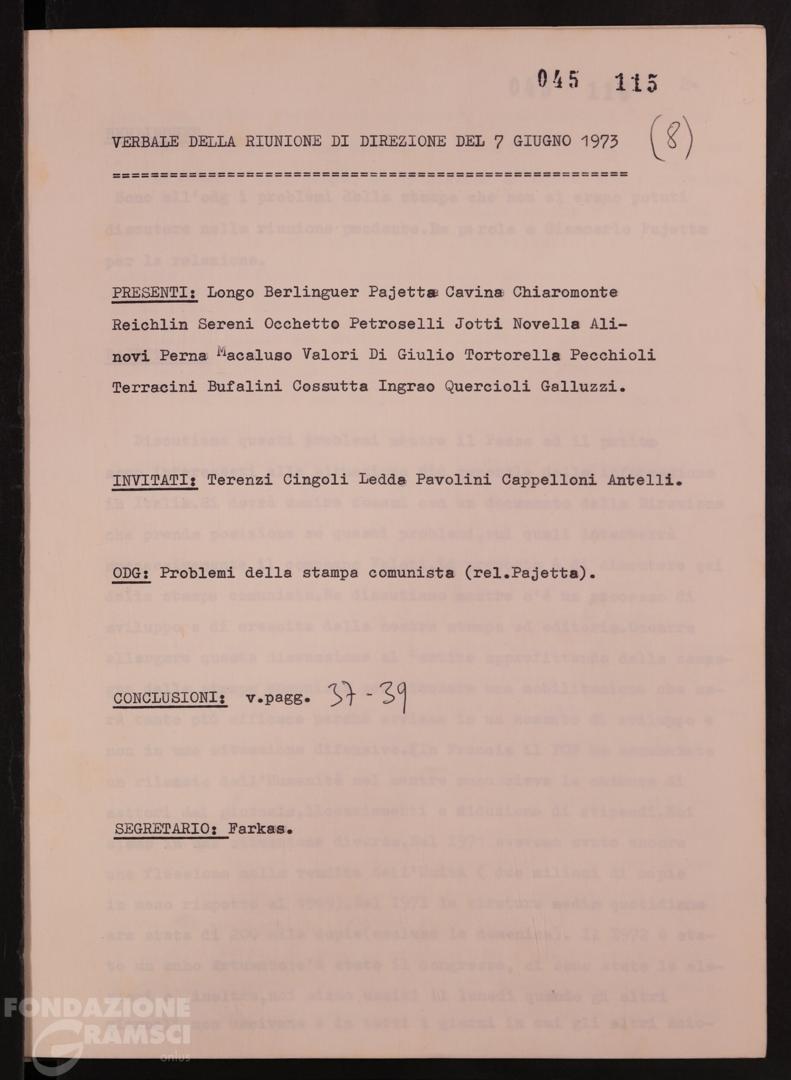 045 115
VERBALE DELLA RIUNIONE DI DIREZIONE DEL 7 GIUGNO 1973 (8)
=======================================================
PRESENTI: Longo Berlinguer Pajetta Cavina Chiaromonte
Reichlin Sereni Occhetto Petroselli Jotti Novella Ali-
novi Perna Macaluso Valori Di Giulio Tortorella Pecchioli
Terracini Bufalini Cossutta Ingrao Quercioli Galluzzi.
INVITATI: Terenzi Cingoli Ledda Pavolini Cappelloni Antelli.
ODG: Problemi della stampa comunista (rel.Pajetta).
CONCLUSIONI: v.pagg. 37-39
SEGRETARIO: Farkas.
FONDAZIONE
GRAMSCI
onlus